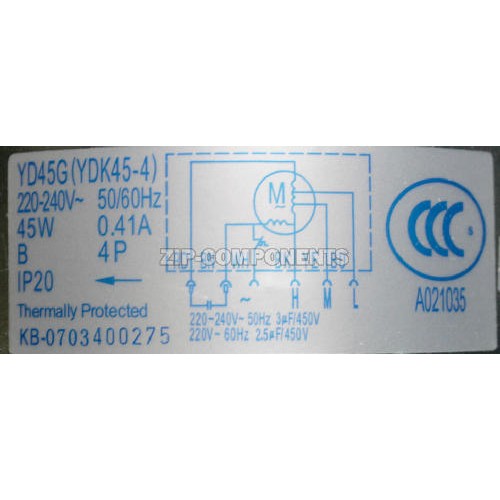 YD45G(YDK45-4)
220-240V~ 50/60Hz
45W 0.41A
B 4P
IP20
Thermally Protected
KB-0703400275
M
ZIP-COMPONENTS
~ H M L
220-240V~ 50Hz 3μF/450V
220V~ 60Hz 2.5μF/450V
CCC
S
A021035